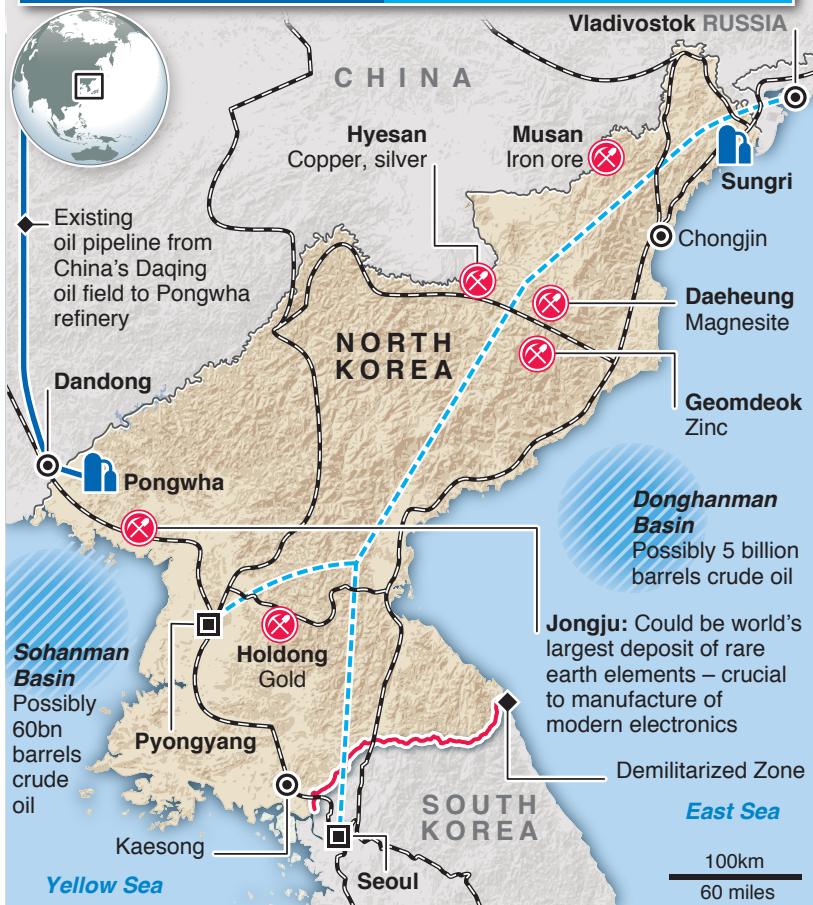 Vladivostok RUSSIA
CHINA
Hyesan
Copper, silver
Musan
Iron ore
Sungri
Existing
oil pipeline from
China's Daqing
oil field to Pongwha
refinery
Chongjin
Daeheung
Magnesite
NORTH
KOREA
Dandong
Geomdeok
Zinc
Pongwha
Donghanman
Basin
Possibly 5 billion
barrels crude oil
Jongju: Could be world's
largest deposit of rare
earth elements – crucial
to manufacture of
modern electronics
Sohanman
Basin
Possibly
60bn
barrels
crude
oil
Holdong
Gold
Pyongyang
Demilitarized Zone
SOUTH
KOREA
East Sea
Kaesong
Seoul
Yellow Sea
100km
60 miles